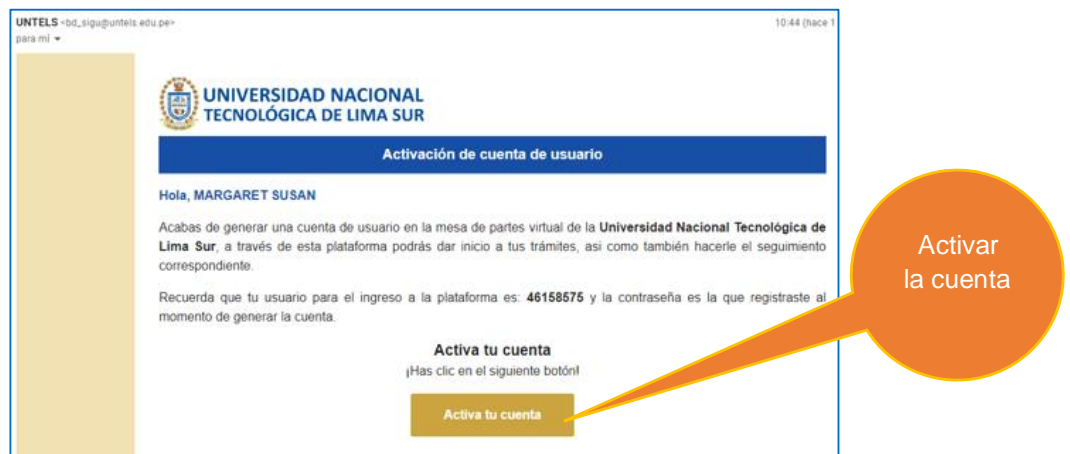 UNTELS <bd_sigu@untels.edu.pe>
10:44 (hace 1
para mí
UNIVERSIDAD NACIONAL
TECNOLÓGICA DE LIMA SUR
Activación de cuenta de usuario
Hola, MARGARET SUSAN
Acabas de generar una cuenta de usuario en la mesa de partes virtual de la Universidad Nacional Tecnológica de
Lima Sur, a través de esta plataforma podrás dar inicio a tus trámites, asi como también hacerle el seguimiento
correspondiente.
Recuerda que tu usuario para el ingreso a la plataforma es: 46158575 y la contraseña es la que registraste al
momento de generar la cuenta.
Activa tu cuenta
¡Has clic en el siguiente botón!
Activa tu cuenta
Activar
la cuenta